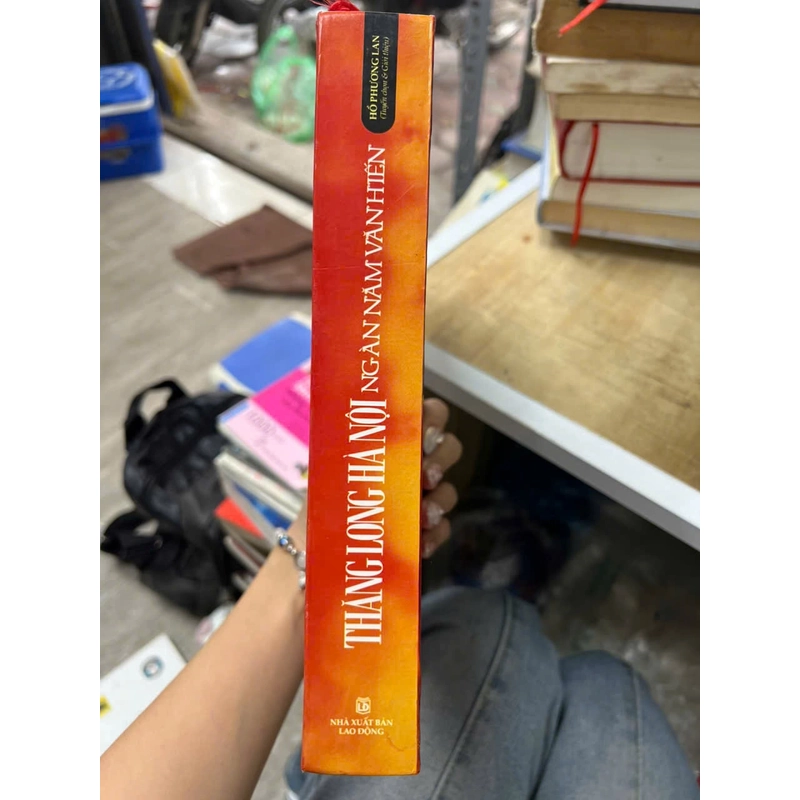 HỒ PHƯƠNG LAN
(Tuyển chọn & Giới thiệu)
THĂNG LONG HÀ NỘI NGÀN NĂM VĂN HIẾN
LD
NHÀ XUẤT BẢN
LAO ĐỘNG